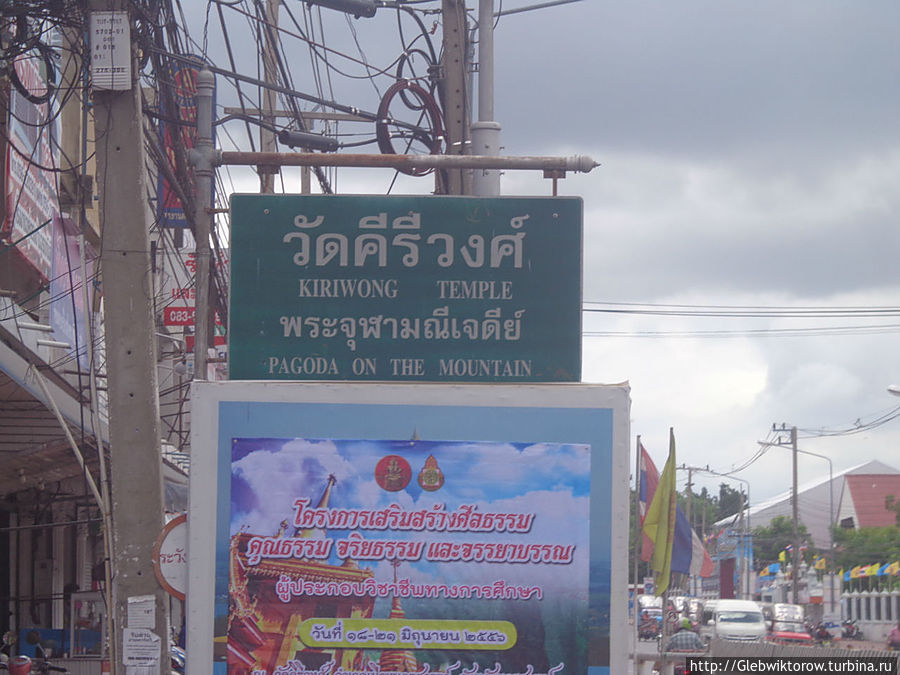 TUT-STLT
วัดคีรีวงศ์
KIRIWONG TEMPLE
พระจุฬามณีเจดีย์
PAGODA ON THE MOUNTAIN
โครงการเสริมสร้างศีลธรรม
คุณธรรม จริยธรรม และจรรยาบรรณ
ผู้ประกอบวิชาชีพทางการศึกษา
วันที่ ๑๘-๒๑ มิถุนายน ๒๕๕๖
ระวัง
http://Glebwiktorow.turbina.ru